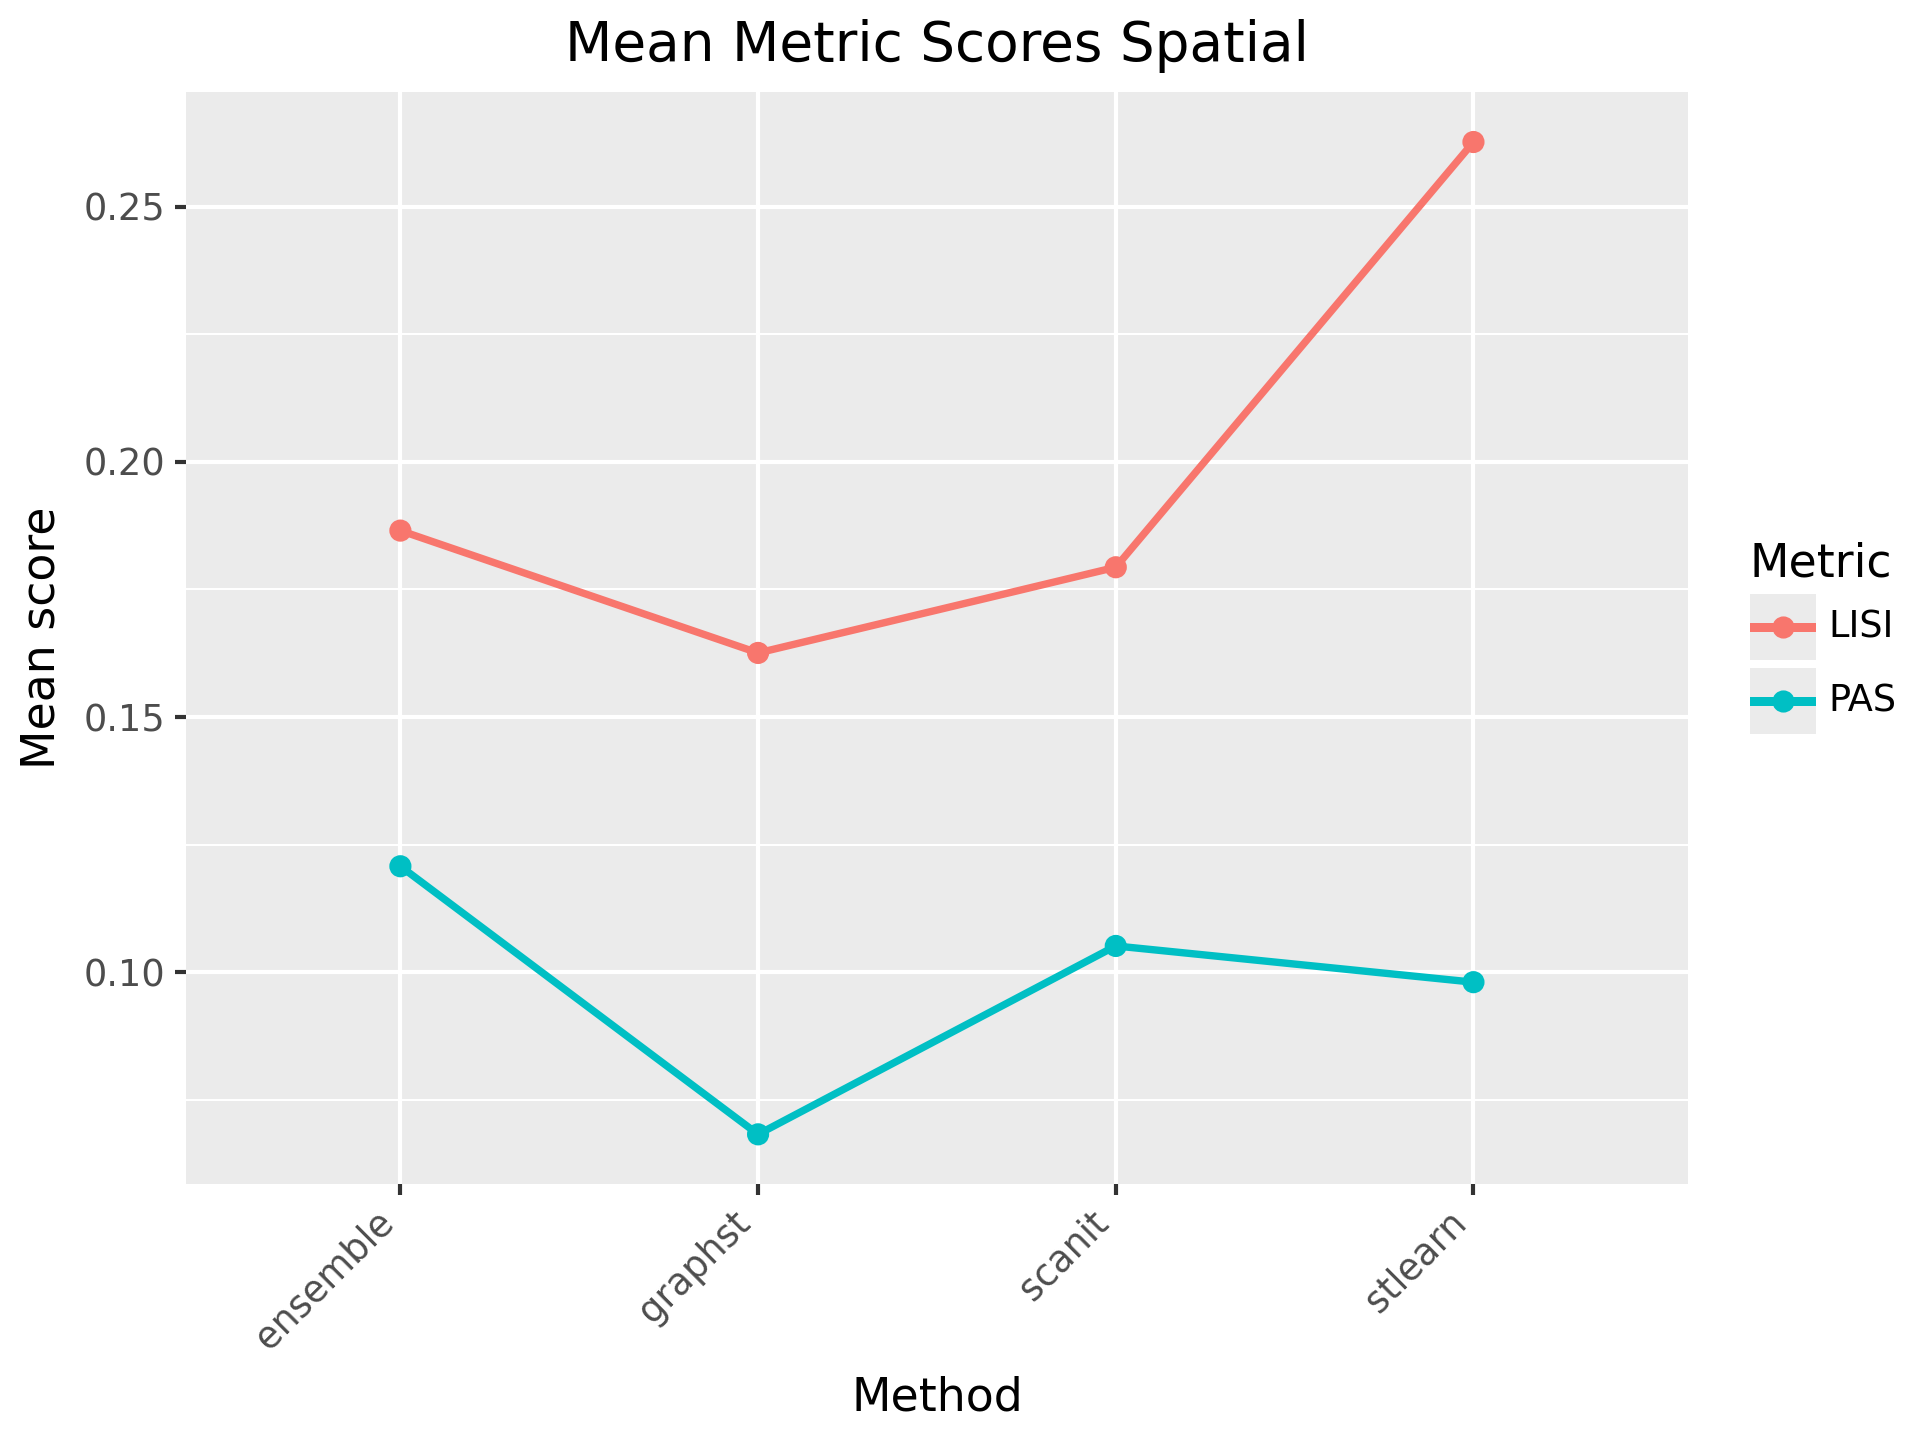 Mean Metric Scores Spatial
0.25
0.20
0.15
0.10
Mean score
ensemble
graphst
scanit
stlearn
Method
Metric
LISI
PAS